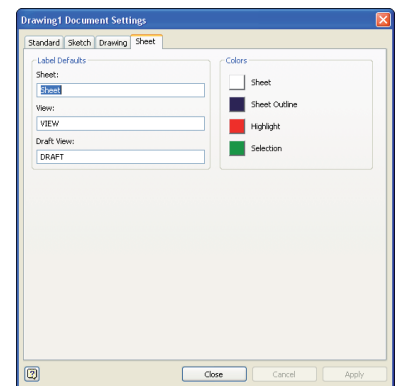 Drawing1 Document Settings
Standard Sketch Drawing Sheet
Label Defaults
Sheet:
Sheet
View:
VIEW
Draft View:
DRAFT
Colors
Sheet
Sheet Outline
Highlight
Selection
? Close Cancel Apply